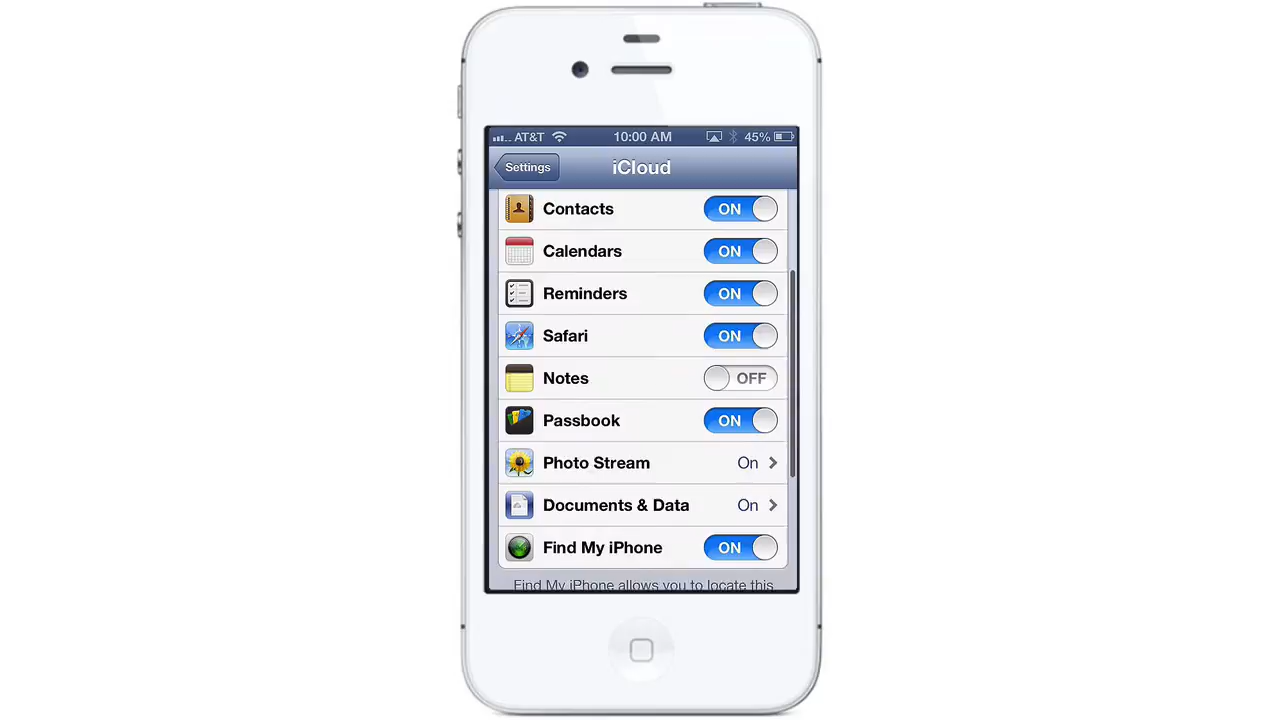 AT&T 10:00 AM 45%
Settings iCloud
Contacts ON
Calendars ON
Reminders ON
Safari ON
Notes OFF
Passbook ON
Photo Stream On
Documents & Data On
Find My iPhone ON
Find My iPhone allows you to locate this